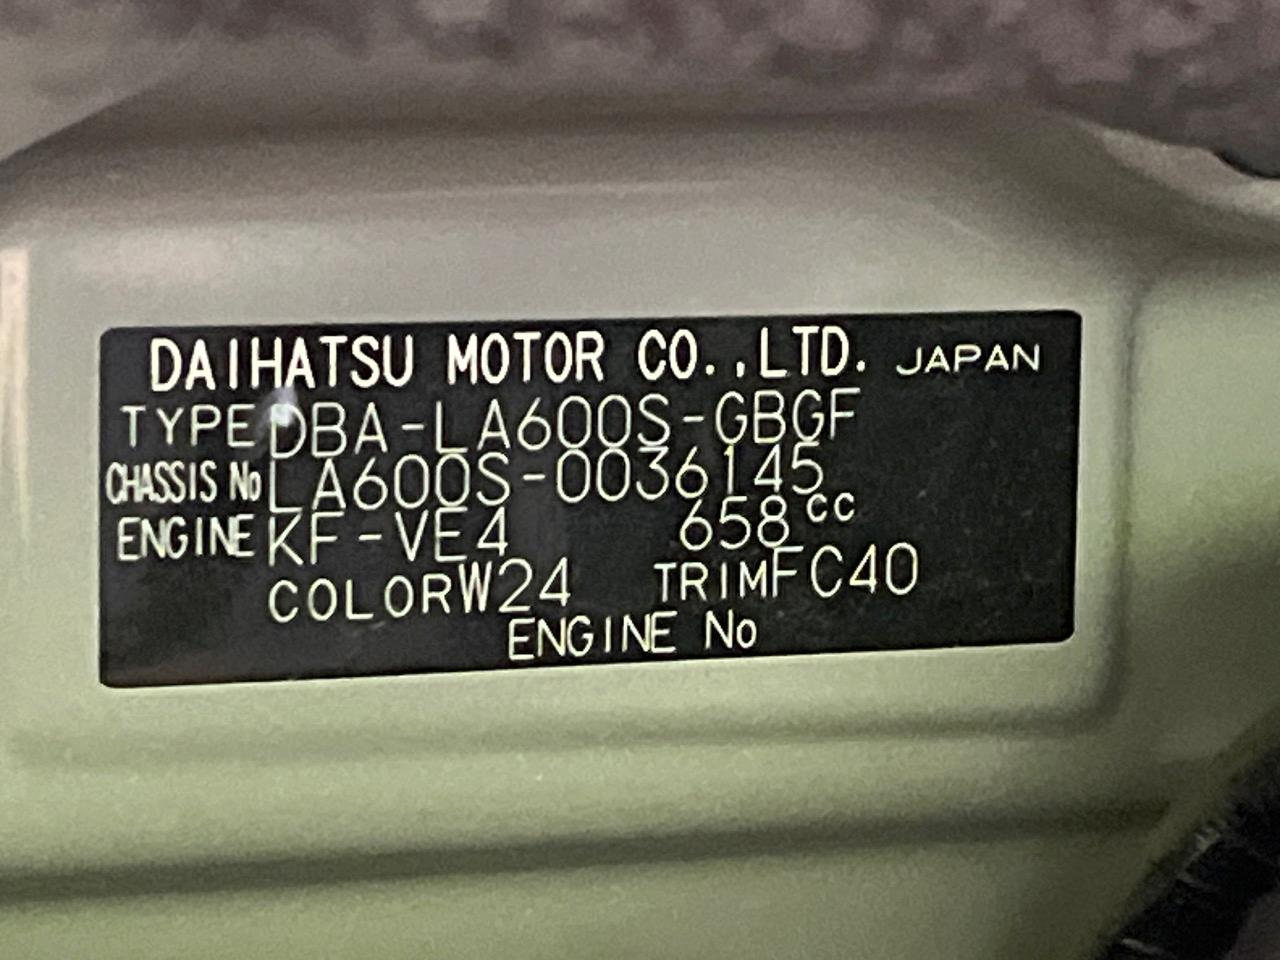 DAIHATSU MOTOR CO.,LTD. JAPAN
TYPE DBA-LA600S-GBGF
CHASSIS No LA600S-0036145
ENGINE KF-VE4 658cc
COLOR W24 TRIM FC40
ENGINE No